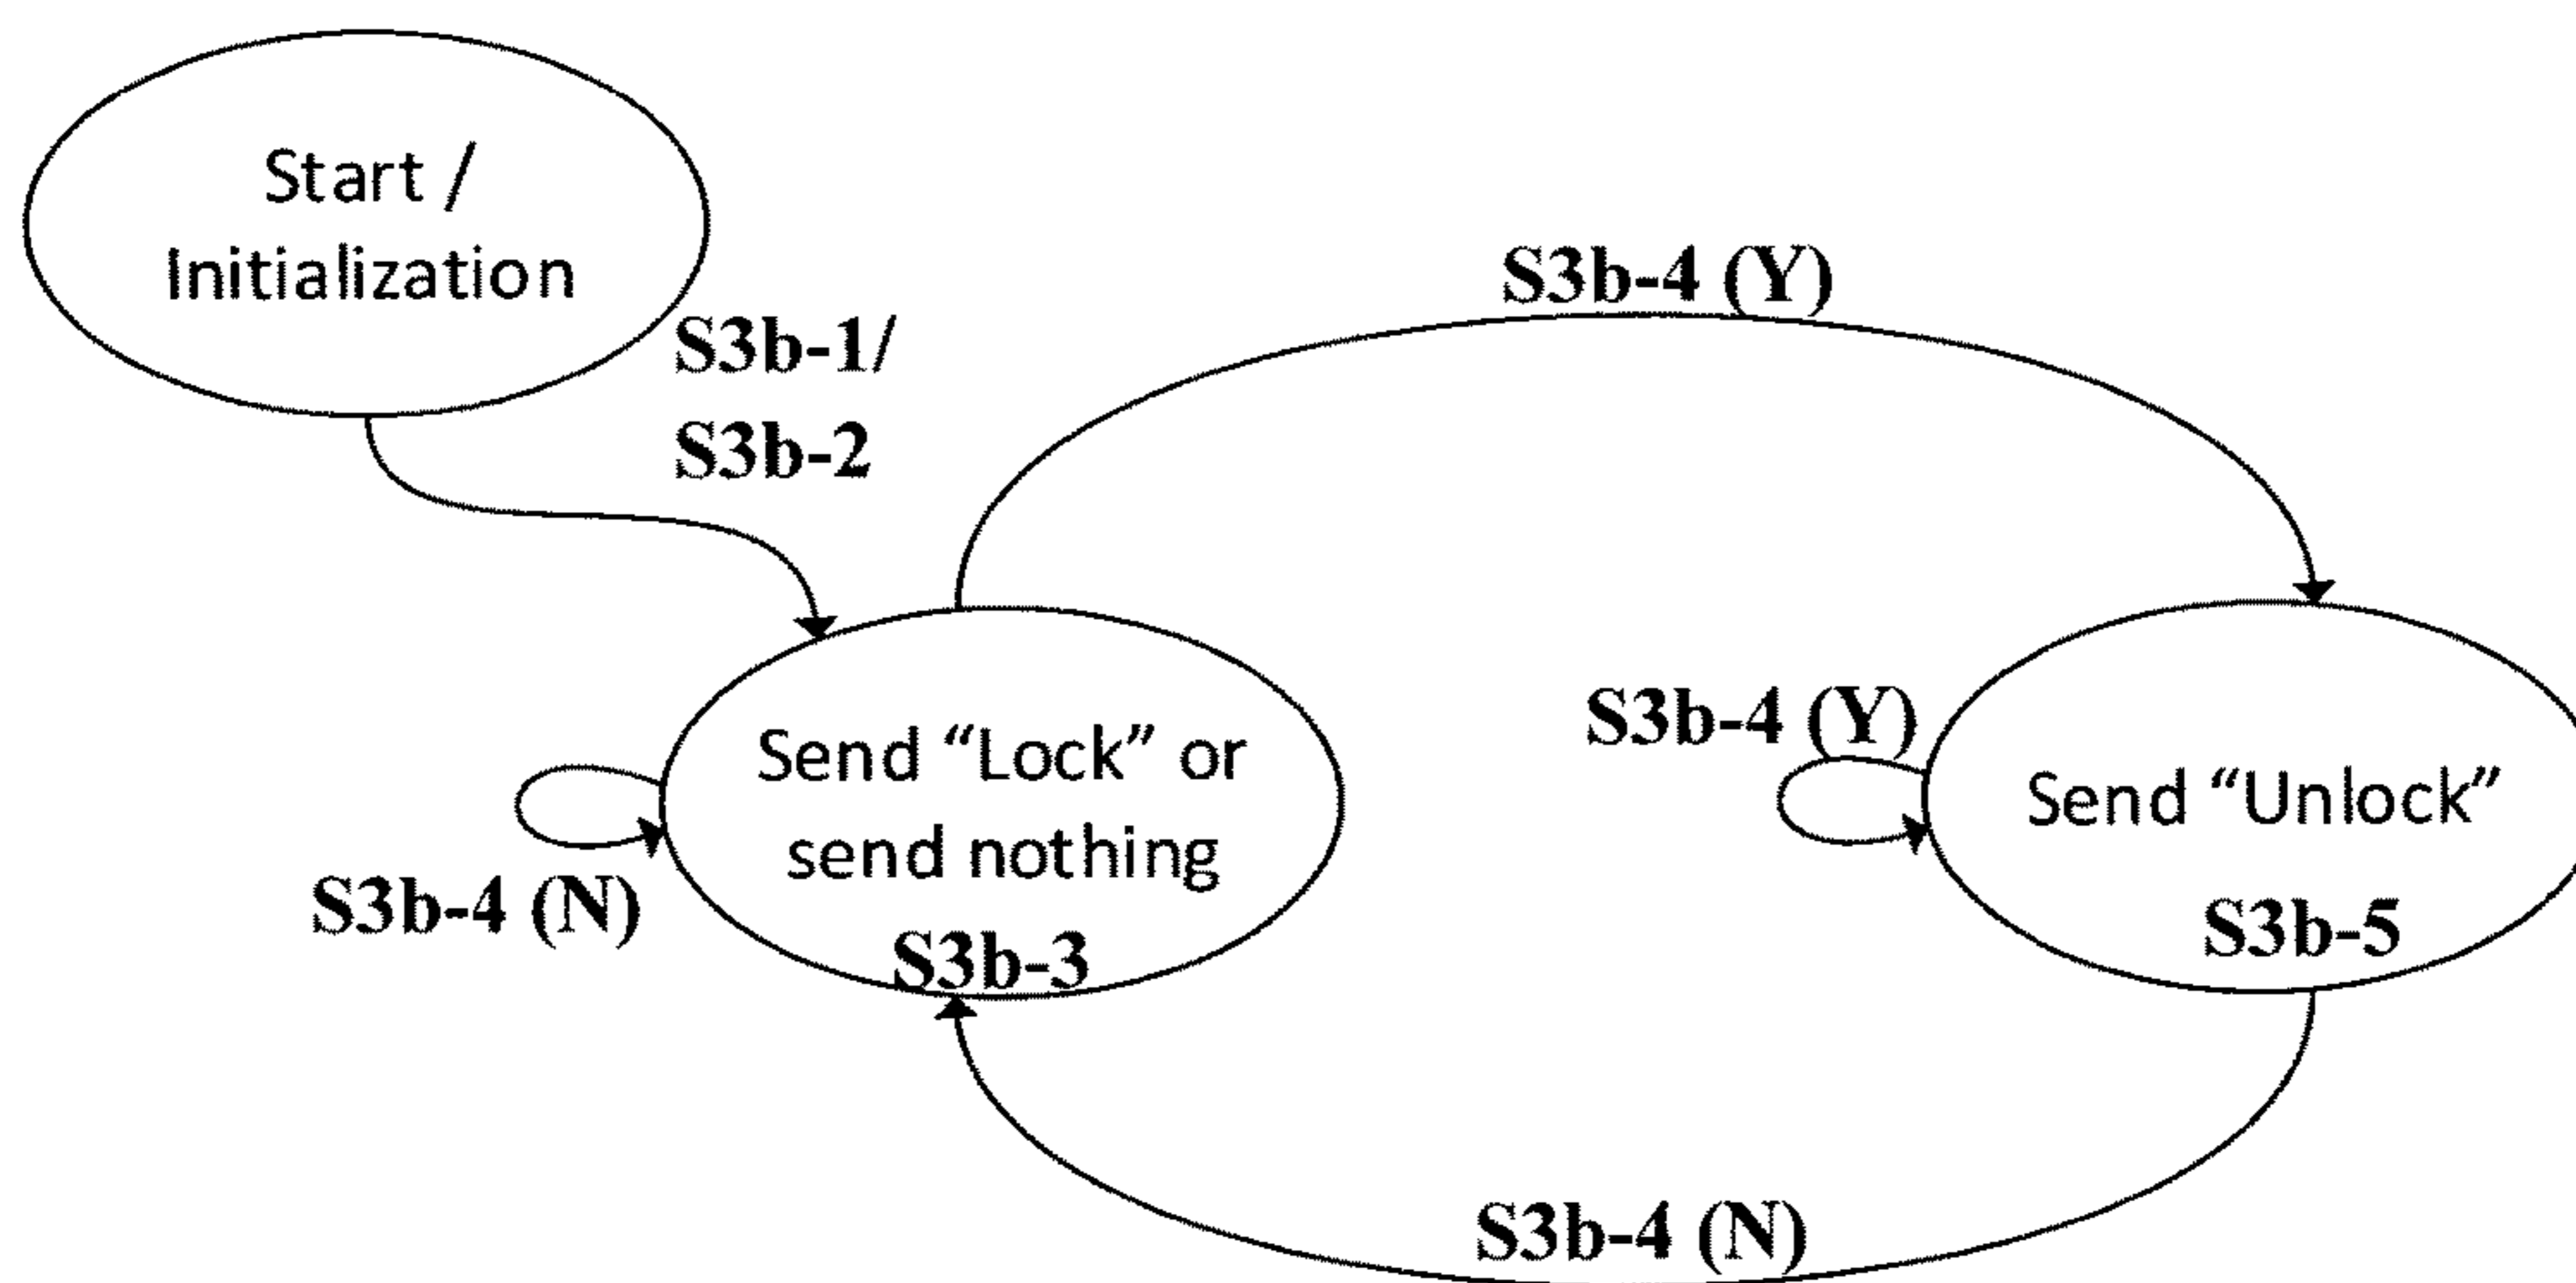 Start /
Initialization
S3b-1/
S3b-2
S3b-4 (Y)
S3b-4 (N)
Send “Lock” or
send nothing
S3b-3
S3b-4 (Y)
Send “Unlock”
S3b-5
S3b-4 (N)